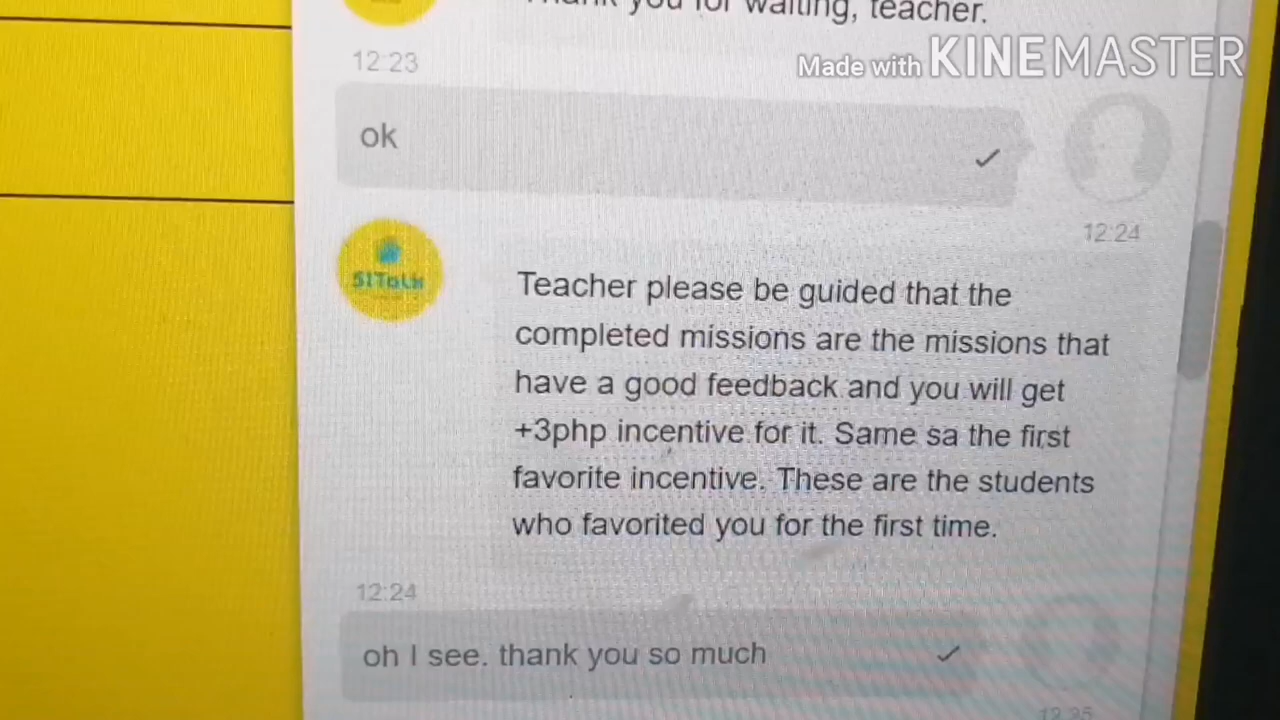 Thank you for waiting, teacher.
Made with KINEMASTER
12:23
ok
12:24
51Talk
Teacher please be guided that the
completed missions are the missions that
have a good feedback and you will get
+3php incentive for it. Same sa the first
favorite incentive. These are the students
who favorited you for the first time.
12:24
oh I see. thank you so much
12:25